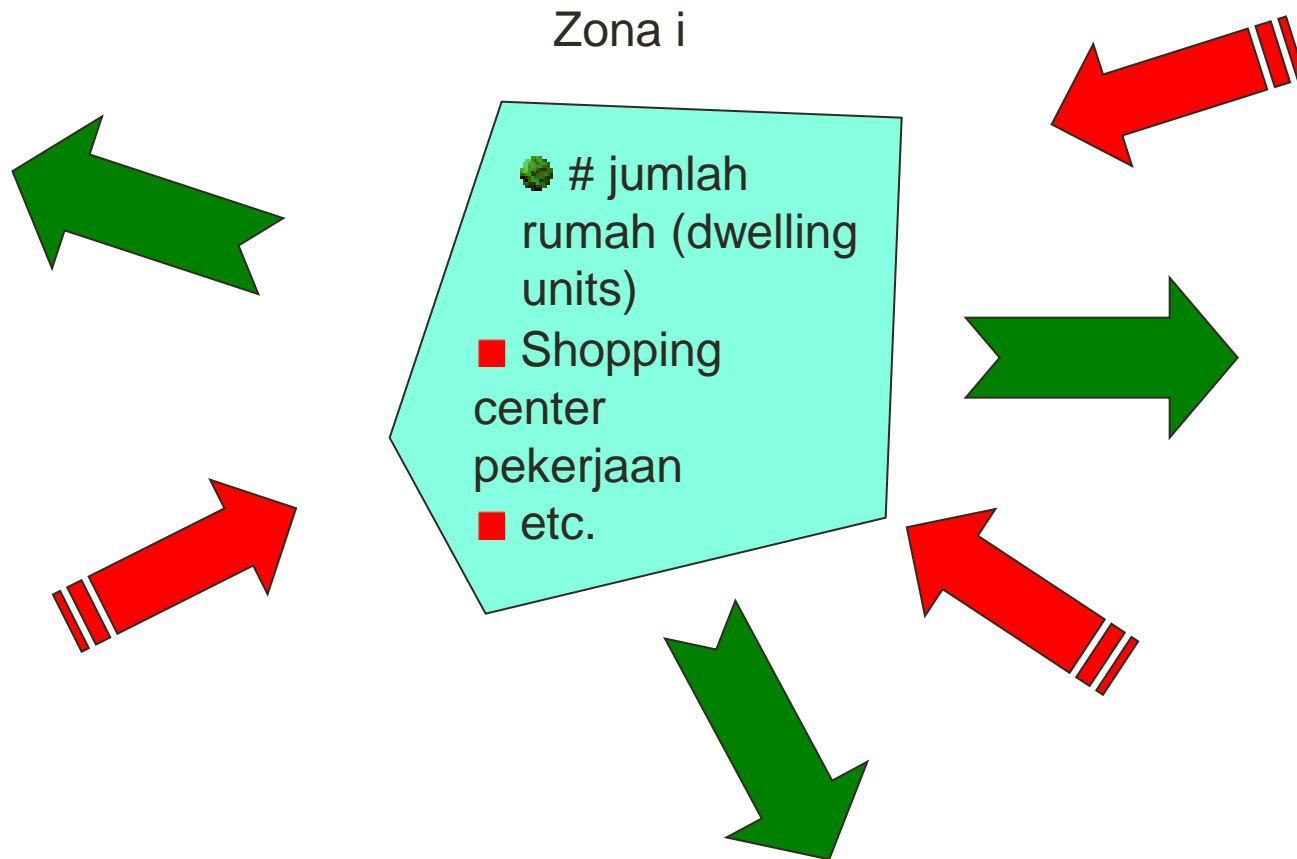 Zona i
# jumlah
rumah (dwelling
units)
Shopping
center
pekerjaan
etc.